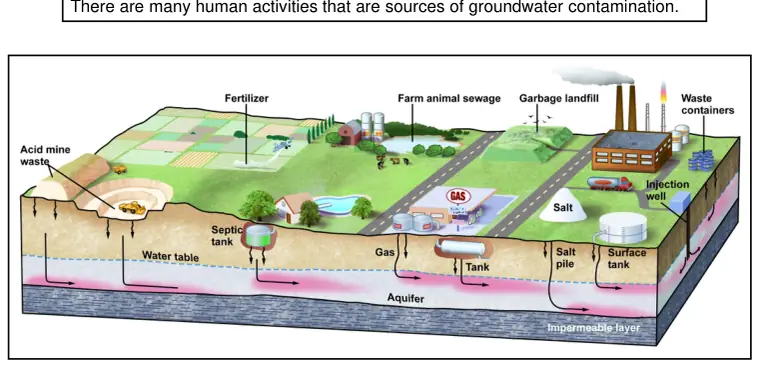 There are many human activities that are sources of groundwater contamination.
Fertilizer
Farm animal sewage
Garbage landfill
Waste
containers
Acid mine
waste
Injection
well
GAS
Salt
Septic
tank
Water table
Gas
Tank
Salt
pile
Surface
tank
Aquifer
Impermeable layer